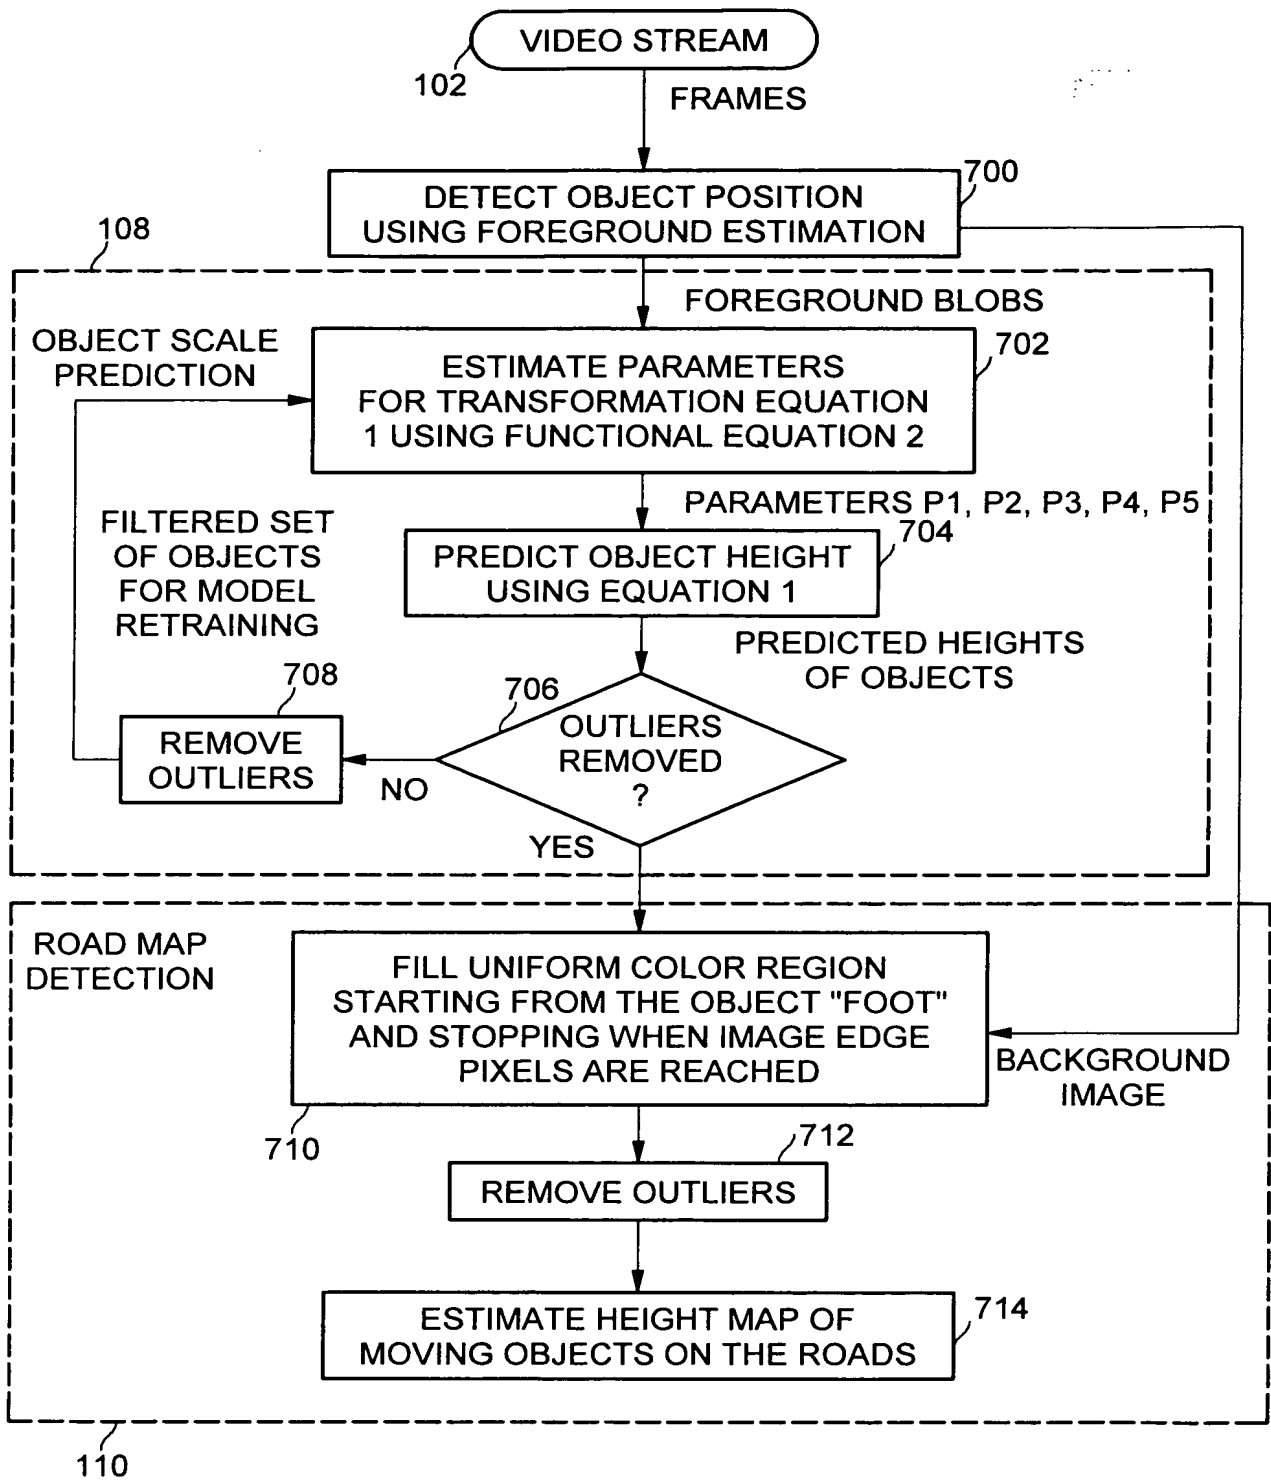 VIDEO STREAM
102
FRAMES
700
DETECT OBJECT POSITION
USING FOREGROUND ESTIMATION
108
FOREGROUND BLOBS
OBJECT SCALE
PREDICTION
702
ESTIMATE PARAMETERS
FOR TRANSFORMATION EQUATION
1 USING FUNCTIONAL EQUATION 2
PARAMETERS P1, P2, P3, P4, P5
FILTERED SET
OF OBJECTS
FOR MODEL
RETRAINING
704
PREDICT OBJECT HEIGHT
USING EQUATION 1
PREDICTED HEIGHTS
OF OBJECTS
708
706
OUTLIERS
REMOVED
?
REMOVE
OUTLIERS
NO
YES
ROAD MAP
DETECTION
FILL UNIFORM COLOR REGION
STARTING FROM THE OBJECT "FOOT"
AND STOPPING WHEN IMAGE EDGE
PIXELS ARE REACHED
BACKGROUND
IMAGE
710
712
REMOVE OUTLIERS
714
ESTIMATE HEIGHT MAP OF
MOVING OBJECTS ON THE ROADS
110